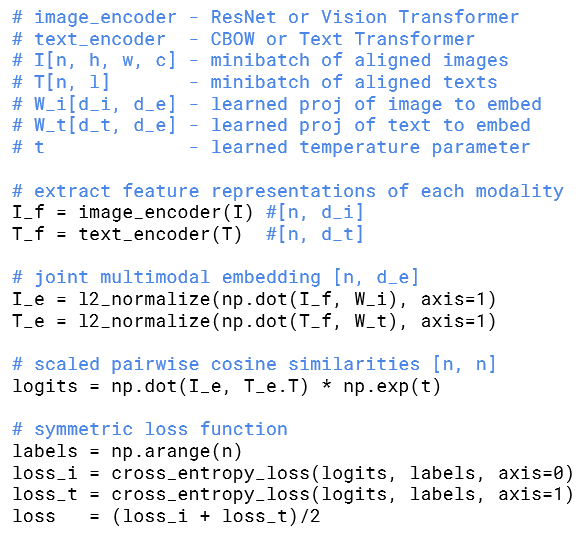 # image_encoder - ResNet or Vision Transformer
# text_encoder  - CBOW or Text Transformer
# I[n, h, w, c] - minibatch of aligned images
# T[n, l]       - minibatch of aligned texts
# W_i[d_i, d_e] - learned proj of image to embed
# W_t[d_t, d_e] - learned proj of text to embed
# t             - learned temperature parameter
# extract feature representations of each modality
I_f = image_encoder(I) #[n, d_i]
T_f = text_encoder(T)  #[n, d_t]
# joint multimodal embedding [n, d_e]
I_e = l2_normalize(np.dot(I_f, W_i), axis=1)
T_e = l2_normalize(np.dot(T_f, W_t), axis=1)
# scaled pairwise cosine similarities [n, n]
logits = np.dot(I_e, T_e.T) * np.exp(t)
# symmetric loss function
labels = np.arange(n)
loss_i = cross_entropy_loss(logits, labels, axis=0)
loss_t = cross_entropy_loss(logits, labels, axis=1)
loss   = (loss_i + loss_t)/2